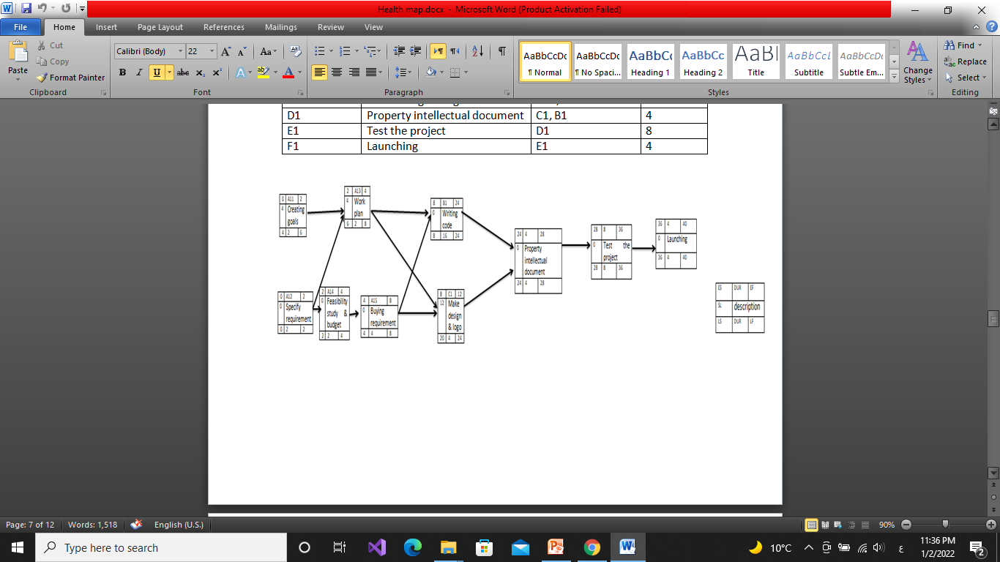 Health map.docx - Microsoft Word (Product Activation Failed)
File Home Insert Page Layout References Mailings Review View
Cut
Copy
Format Painter
Paste
Clipboard
Calibri (Body) 22
Font
Paragraph
AaBbCcDc AaBbCcDc AaBbCc AaBbCc AaBl AaBbCcL AaBbCcDc
¶ Normal ¶ No Spaci... Heading 1 Heading 2 Title Subtitle Subtle Em...
Change Styles
Styles
Find
Replace
Select
Editing
D1 Property intellectual document C1, B1 4
E1 Test the project D1 8
F1 Launching E1 4
0 A11 2
4 Creating
goals
4 2 6
2 A13 4
4 Work
plan
6 2 8
8 B1 24
0 Writing
code
8 16 24
24 4 28
0 Property
intellectual
document
24 4 28
28 8 36
0 Test the
project
28 8 36
36 4 40
0 Launching
36 4 40
0 A12 2
0 Specify
requirement
0 2 2
2 A14 4
0 Feasibility
study &
budget
2 2 4
4 A15 8
0 Buying
requirement
4 4 8
8 C1 12
12 Make
design
& logo
20 4 24
ES DUR EF
SL description
LS DUR LF
Page: 7 of 12 Words: 1,518 English (U.S.) 90%
Type here to search
10°C
ع
11:36 PM
1/2/2022
2